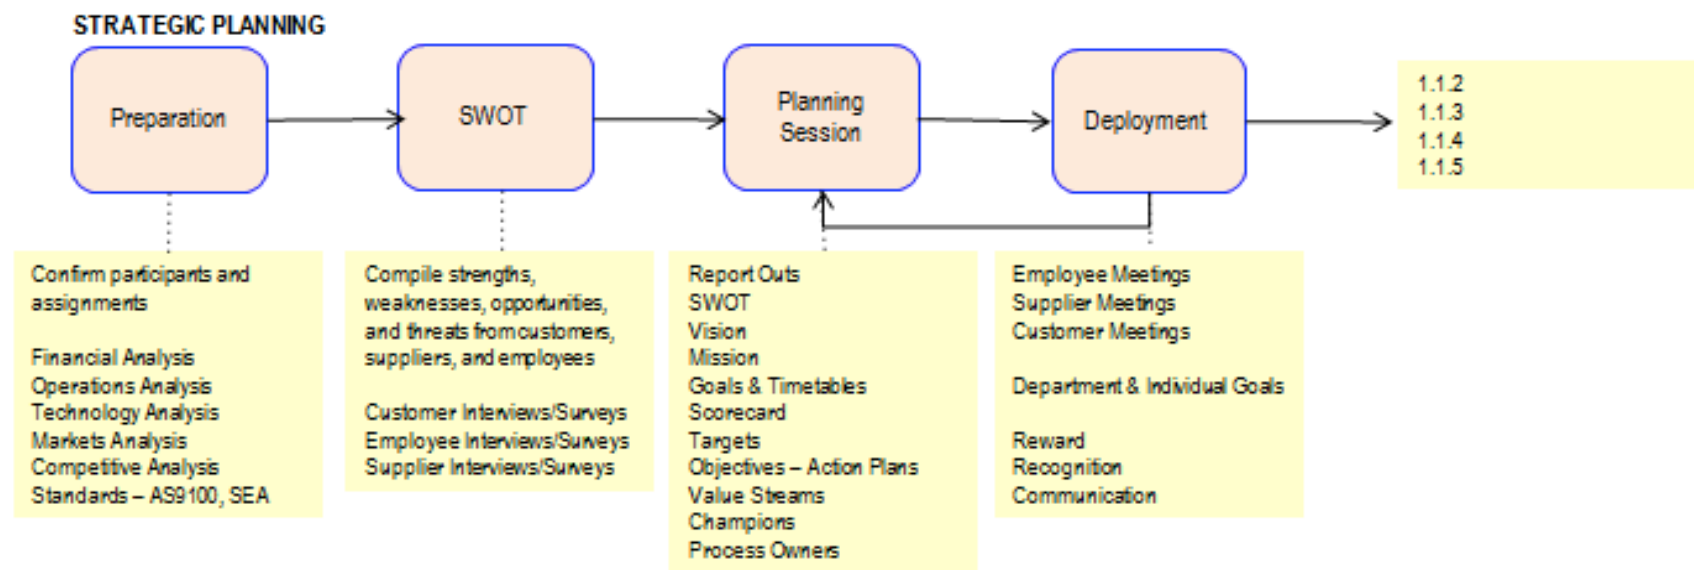 STRATEGIC PLANNING
Preparation
SWOT
Planning
Session
Deployment
1.1.2
1.1.3
1.1.4
1.1.5
Confirm participants and
assignments
Financial Analysis
Operations Analysis
Technology Analysis
Markets Analysis
Competitive Analysis
Standards – AS9100, SEA
Compile strengths,
weaknesses, opportunities,
and threats from customers,
suppliers, and employees
Customer Interviews/Surveys
Employee Interviews/Surveys
Supplier Interviews/Surveys
Report Outs
SWOT
Vision
Mission
Goals & Timetables
Scorecard
Targets
Objectives – Action Plans
Value Streams
Champions
Process Owners
Employee Meetings
Supplier Meetings
Customer Meetings
Department & Individual Goals
Reward
Recognition
Communication